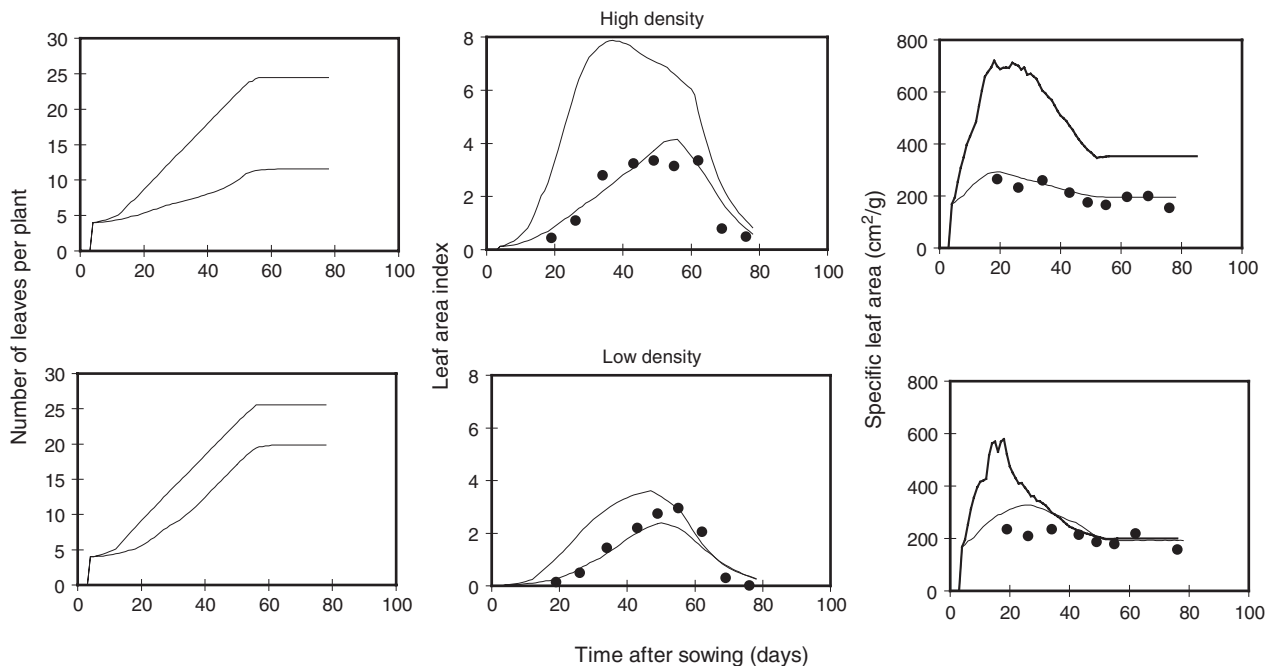 High density
30
25
20
15
10
5
0
0 20 40 60 80 100
8
6
4
2
0
0 20 40 60 80 100
800
600
400
200
0
0 20 40 60 80 100
Number of leaves per plant
Leaf area index
Specific leaf area (cm²/g)
Low density
30
25
20
15
10
5
0
0 20 40 60 80 100
8
6
4
2
0
0 20 40 60 80 100
800
600
400
200
0
0 20 40 60 80 100
Time after sowing (days)